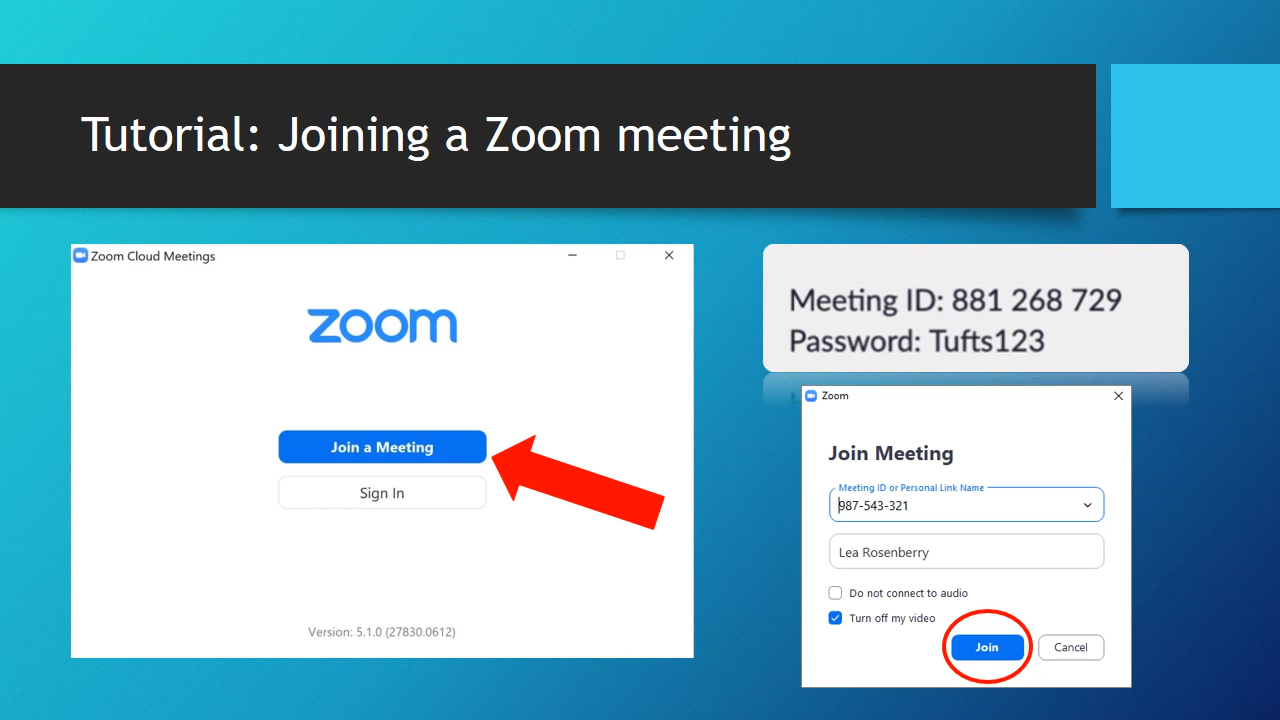 Tutorial: Joining a Zoom meeting
Zoom Cloud Meetings
zoom
Join a Meeting
Sign In
Version: 5.1.0 (27830.0612)
Meeting ID: 881 268 729
Password: Tufts123
Zoom
Join Meeting
Meeting ID or Personal Link Name
987-543-321
Lea Rosenberry
Do not connect to audio
Turn off my video
Join
Cancel